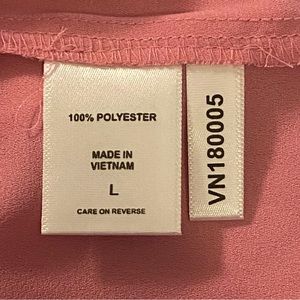 100% POLYESTER
MADE IN
VIETNAM
L
CARE ON REVERSE
VN180005